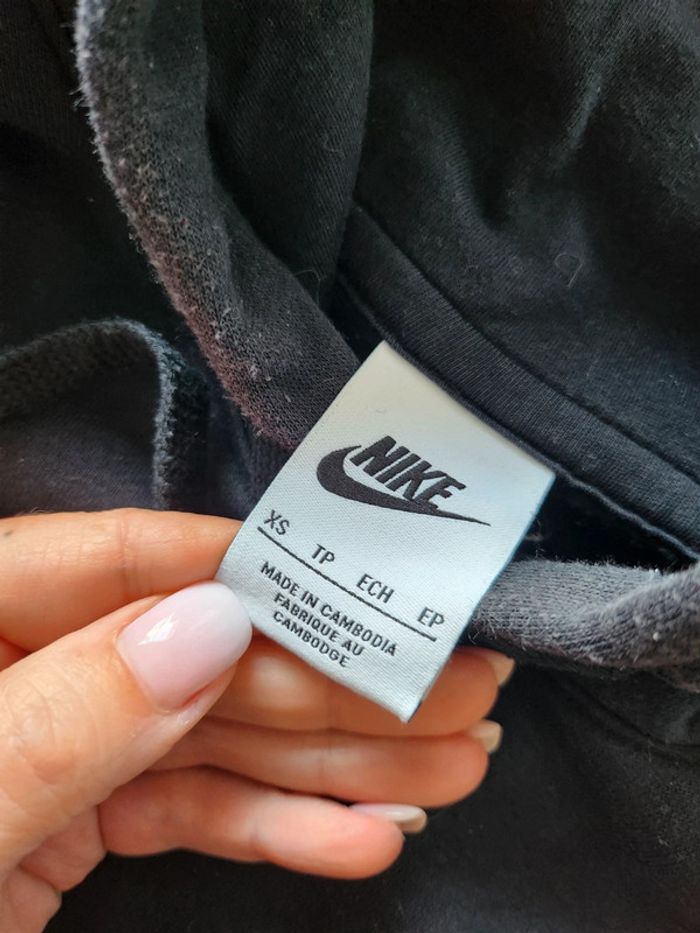 NIKE
XS TP ECH EP
MADE IN CAMBODIA
FABRIQUE AU
CAMBODGE